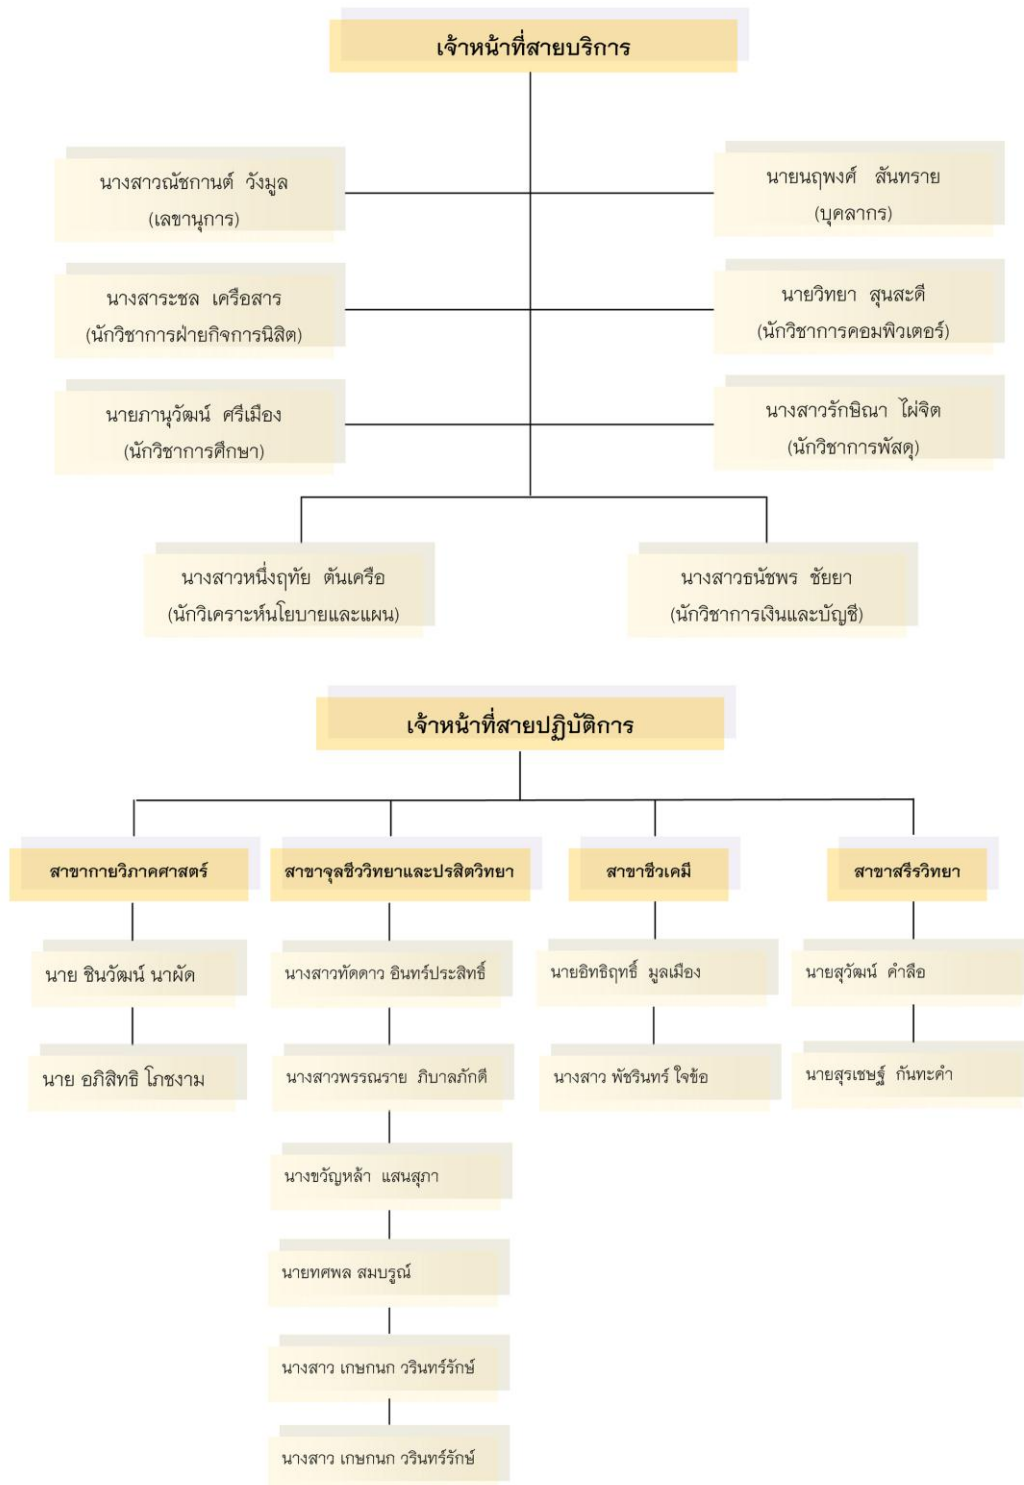 เจ้าหน้าที่สายบริการ
นางสาวณัชกานต์ วังมูล
(เลขานุการ)
นายนฤพงศ์ สันทราย
(บุคลากร)
นางสาระชล เครือสาร
(นักวิชาการฝ่ายกิจการนิสิต)
นายวิทยา สุนสะดี
(นักวิชาการคอมพิวเตอร์)
นายภานุวัฒน์ ศรีเมือง
(นักวิชาการศึกษา)
นางสาวรักษิณา ไผ่จิต
(นักวิชาการพัสดุ)
นางสาวหนึ่งฤทัย ตันเครือ
(นักวิเคราะห์นโยบายและแผน)
นางสาวธนัชพร ชัยยา
(นักวิชาการเงินและบัญชี)
เจ้าหน้าที่สายปฏิบัติการ
สาขากายวิภาคศาสตร์
นาย ชินวัฒน์ นาผัด
นาย อภิสิทธิ โภชงาม
สาขาจุลชีววิทยาและปรสิตวิทยา
นางสาวทัดดาว อินทร์ประสิทธิ์
นางสาวพรรณราย ภิบาลภักดี
นางขวัญหล้า แสนสุภา
นายทศพล สมบรูณ์
นางสาว เกษกนก วรินทร์รักษ์
นางสาว เกษกนก วรินทร์รักษ์
สาขาชีวเคมี
นายอิทธิฤทธิ์ มูลเมือง
นางสาว พัชรินทร์ ใจข้อ
สาขาสรีรวิทยา
นายสุวัฒน์ คำลือ
นายสุรเชษฐ์ กันทะคำ